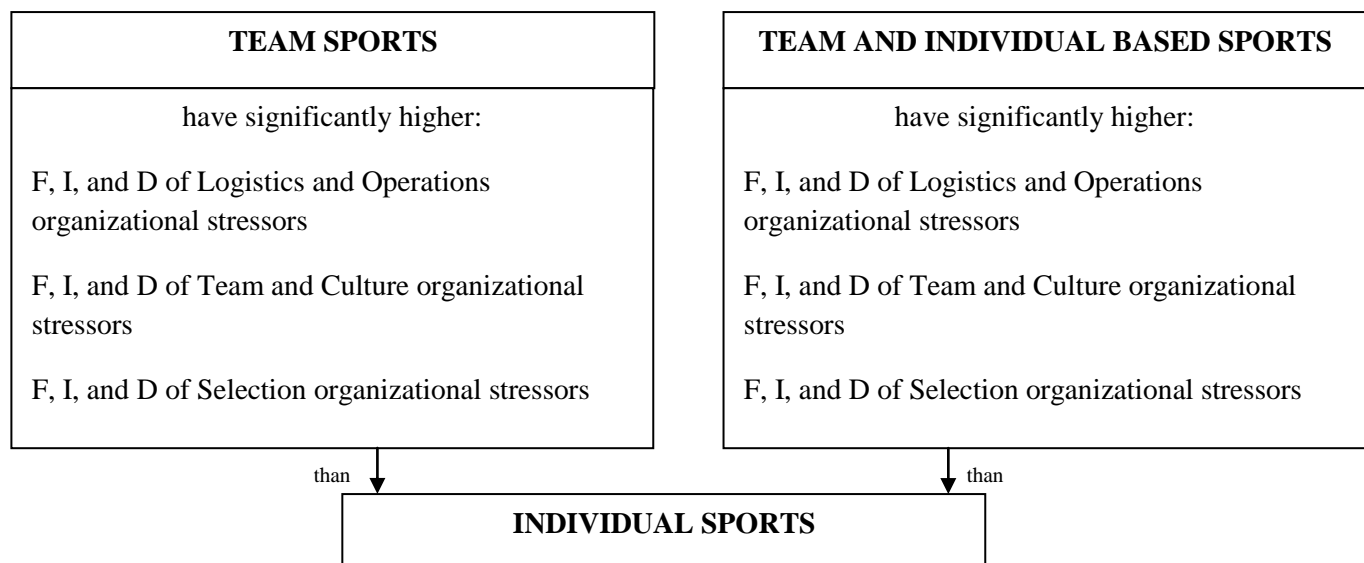 TEAM SPORTS
have significantly higher:
F, I, and D of Logistics and Operations
organizational stressors
F, I, and D of Team and Culture organizational
stressors
F, I, and D of Selection organizational stressors
than
TEAM AND INDIVIDUAL BASED SPORTS
have significantly higher:
F, I, and D of Logistics and Operations
organizational stressors
F, I, and D of Team and Culture organizational
stressors
F, I, and D of Selection organizational stressors
than
INDIVIDUAL SPORTS